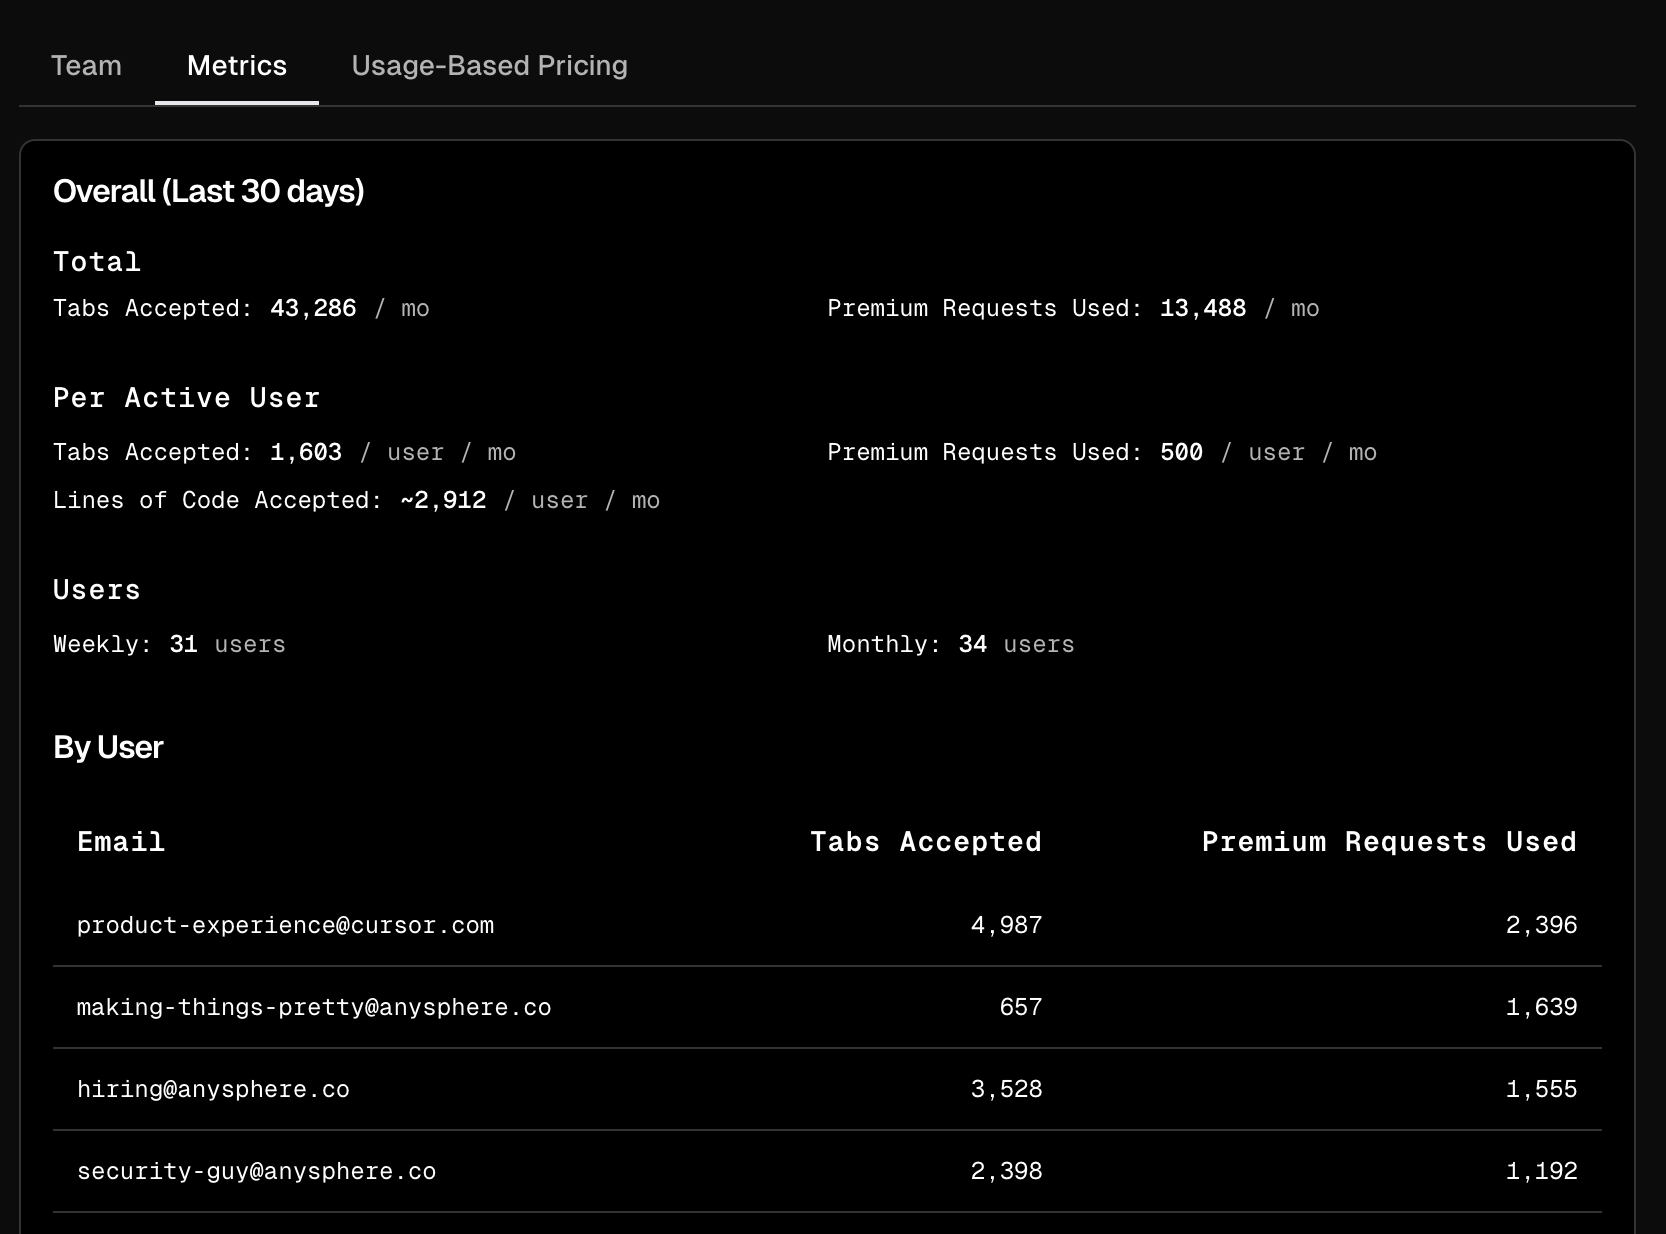 Team Metrics Usage-Based Pricing
Overall (Last 30 days)
Total
Tabs Accepted: 43,286 / mo Premium Requests Used: 13,488 / mo
Per Active User
Tabs Accepted: 1,603 / user / mo Premium Requests Used: 500 / user / mo
Lines of Code Accepted: ~2,912 / user / mo
Users
Weekly: 31 users Monthly: 34 users
By User
Email Tabs Accepted Premium Requests Used
product-experience@cursor.com 4,987 2,396
making-things-pretty@anysphere.co 657 1,639
hiring@anysphere.co 3,528 1,555
security-guy@anysphere.co 2,398 1,192